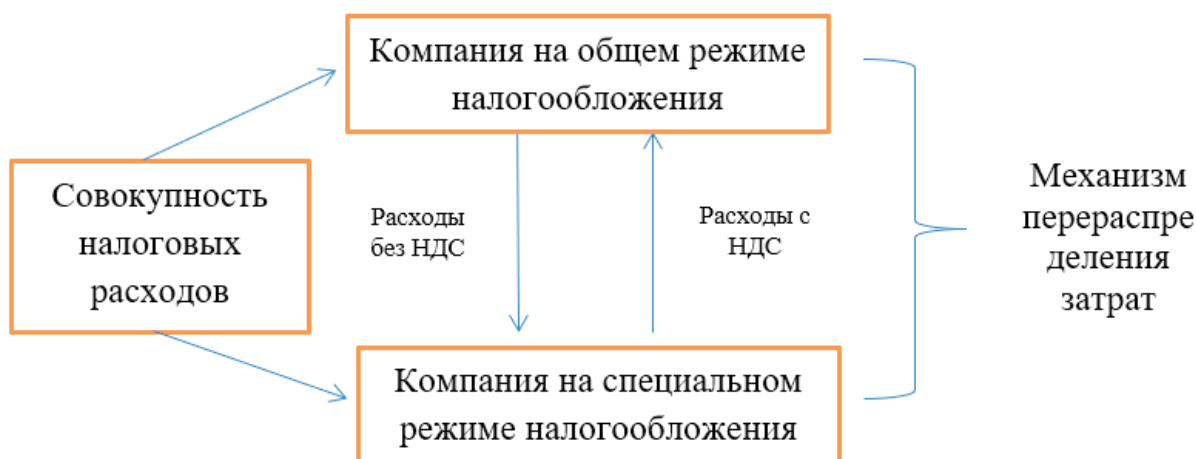 Компания на общем режиме
налогообложения
Совокупность
налоговых
расходов
Расходы
без НДС
Расходы с
НДС
Механизм
перераспре
деления
затрат
Компания на специальном
режиме налогообложения